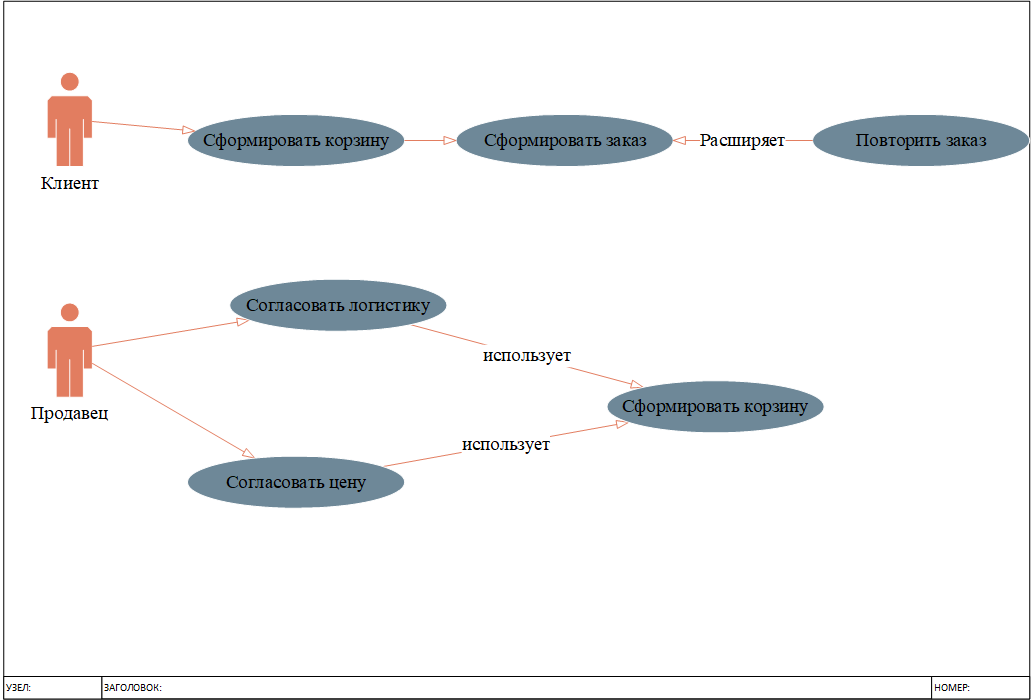 Сформировать корзину
Сформировать заказ
Расширяет
Повторить заказ
Клиент
Согласовать логистику
использует
Сформировать корзину
Продавец
использует
Согласовать цену
УЗЕЛ:
ЗАГОЛОВОК:
НОМЕР: